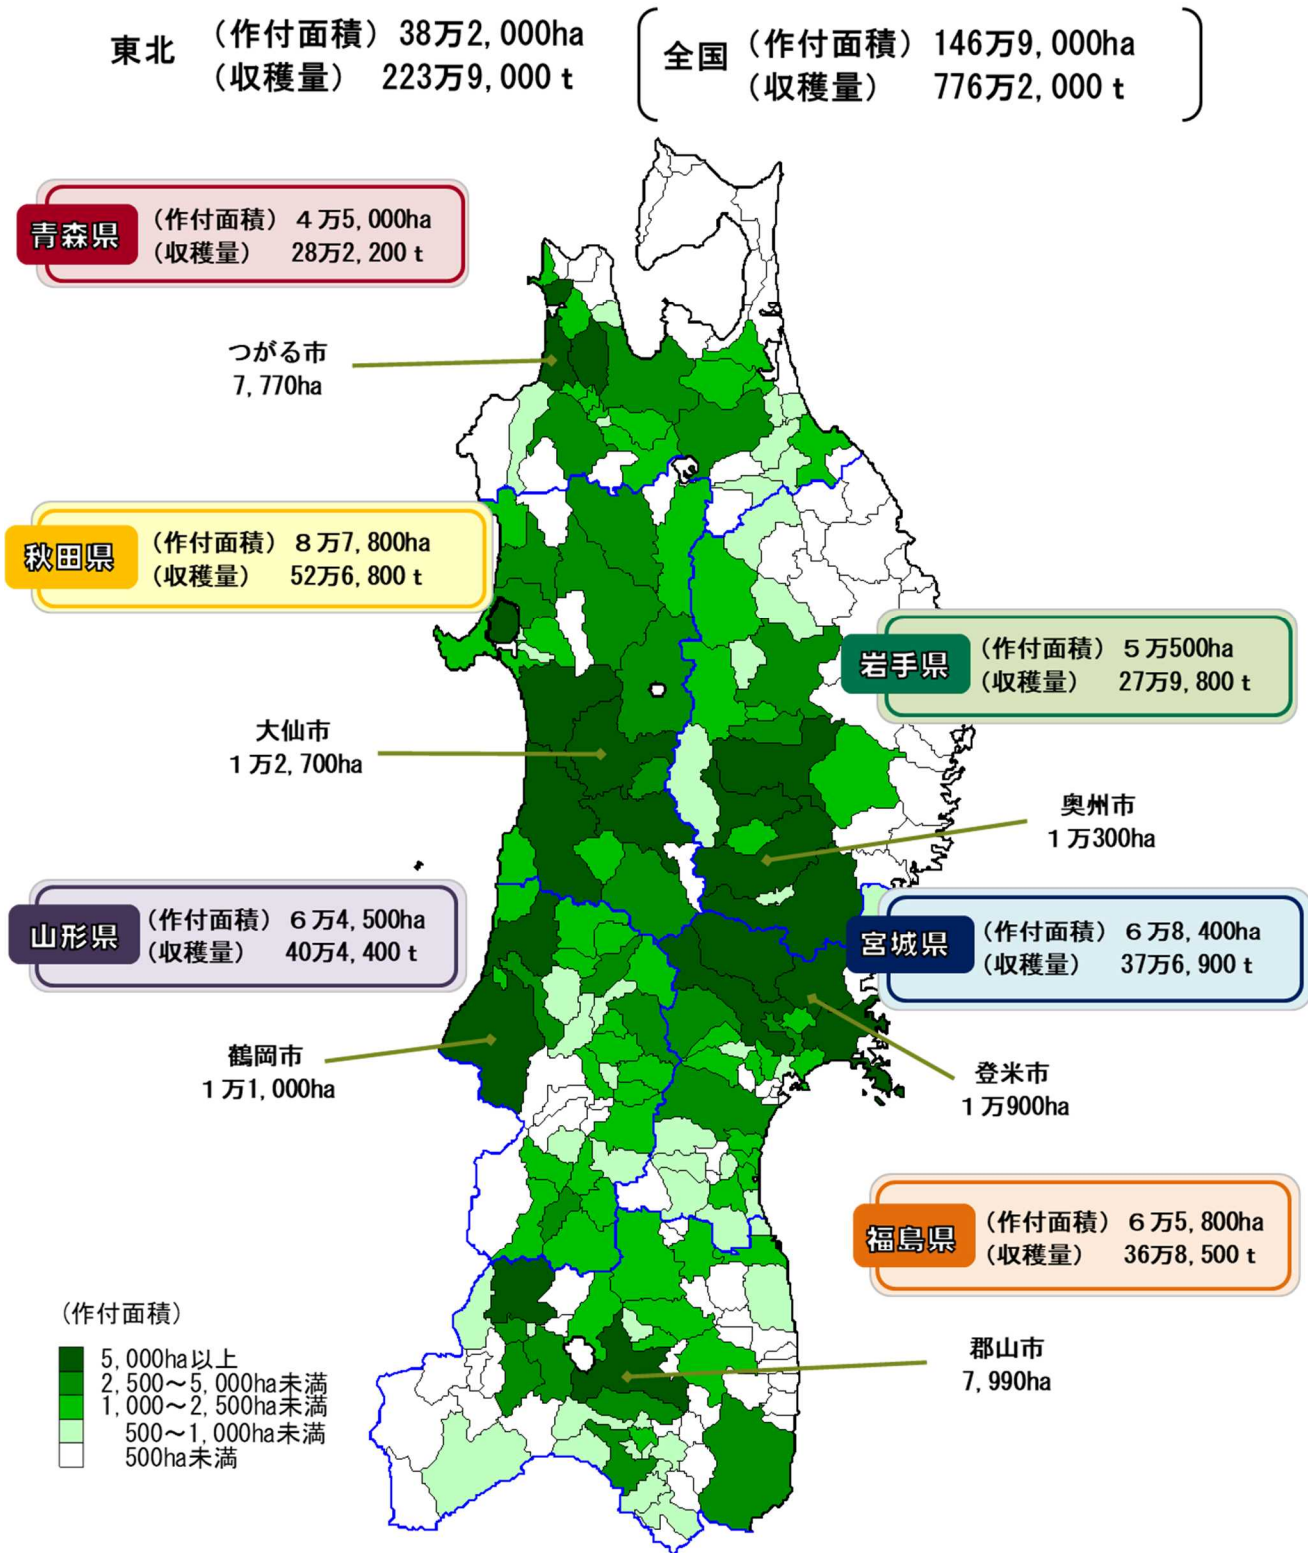 東北 （作付面積）38万2,000ha
（収穫量） 223万9,000ｔ
全国 （作付面積）146万9,000ha
（収穫量） 776万2,000ｔ
青森県
（作付面積）４万5,000ha
（収穫量） 28万2,200ｔ
つがる市
7,770ha
秋田県
（作付面積）８万7,800ha
（収穫量） 52万6,800ｔ
岩手県
（作付面積）５万500ha
（収穫量） 27万9,800ｔ
大仙市
１万2,700ha
奥州市
１万300ha
山形県
（作付面積）６万4,500ha
（収穫量） 40万4,400ｔ
宮城県
（作付面積）６万8,400ha
（収穫量） 37万6,900ｔ
鶴岡市
１万1,000ha
登米市
１万900ha
福島県
（作付面積）６万5,800ha
（収穫量） 36万8,500ｔ
郡山市
7,990ha
（作付面積）
5,000ha以上
2,500～5,000ha未満
1,000～2,500ha未満
500～1,000ha未満
500ha未満